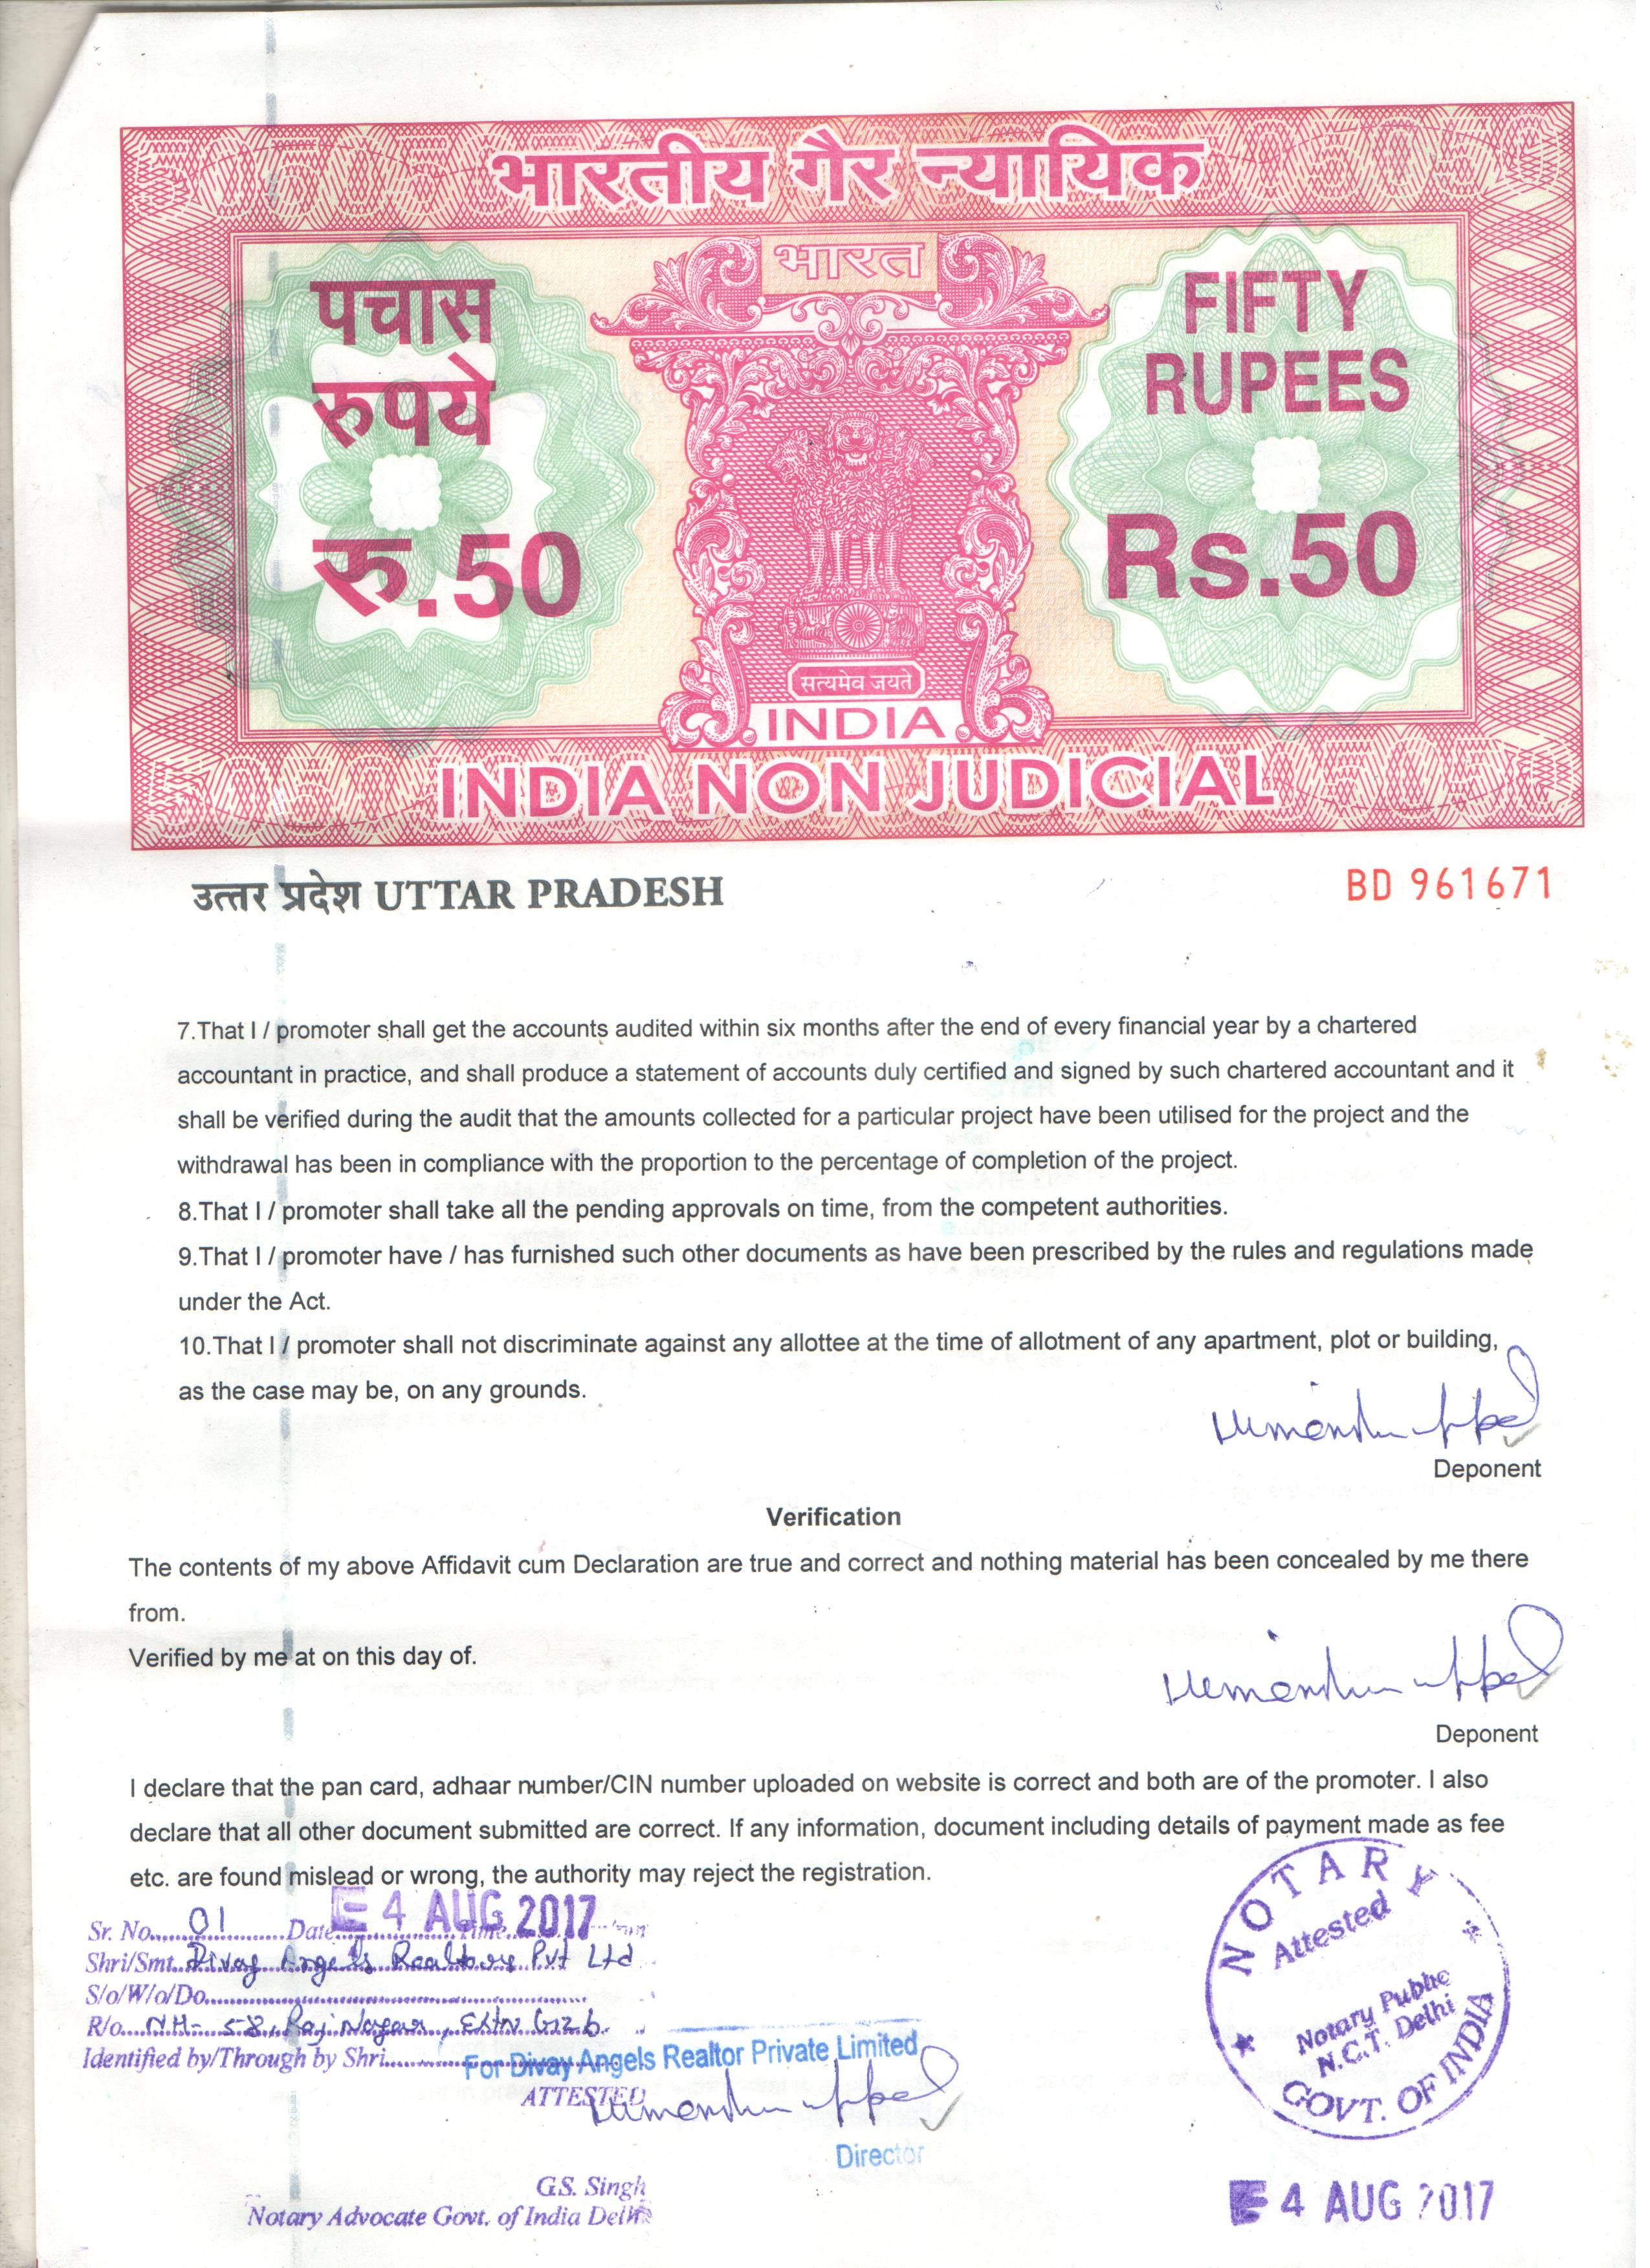 भारतीय गैर न्यायिक
भारत
पचास
रुपये
रु.50
FIFTY
RUPEES
Rs.50
सत्यमेव जयते
INDIA
INDIA NON JUDICIAL
उत्तर प्रदेश UTTAR PRADESH
BD 961671
7.That I / promoter shall get the accounts audited within six months after the end of every financial year by a chartered
accountant in practice, and shall produce a statement of accounts duly certified and signed by such chartered accountant and it
shall be verified during the audit that the amounts collected for a particular project have been utilised for the project and the
withdrawal has been in compliance with the proportion to the percentage of completion of the project.
8.That I / promoter shall take all the pending approvals on time, from the competent authorities.
9.That I / promoter have / has furnished such other documents as have been prescribed by the rules and regulations made
under the Act.
10.That I / promoter shall not discriminate against any allottee at the time of allotment of any apartment, plot or building,
as the case may be, on any grounds.
Deponent
Verification
The contents of my above Affidavit cum Declaration are true and correct and nothing material has been concealed by me there
from.
Verified by me at on this day of.
Deponent
I declare that the pan card, adhaar number/CIN number uploaded on website is correct and both are of the promoter. I also
declare that all other document submitted are correct. If any information, document including details of payment made as fee
etc. are found mislead or wrong, the authority may reject the registration.
Sr. No. 01 Date 4 AUG 2017
Shri/Smt. Divay Angels Realtors Pvt Ltd
S/o/W/o/Do
R/o NH-58, Raj Nagar, Extn Gzb.
Identified by/Through by Shri
For Divay Angels Realtor Private Limited
ATTESTED
Director
G.S. Singh
Notary Advocate Govt. of India Delhi
NOTARY
Attested
Notary Public
N.C.T. Delhi
GOVT. OF INDIA
4 AUG 2017